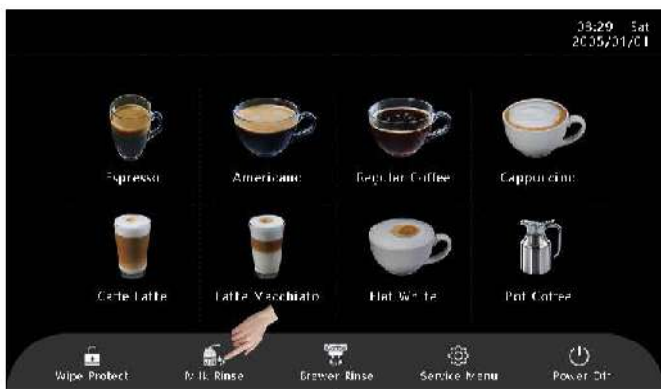 08:29 Sat
2005/01/01
Espresso
Americano
Regular Coffee
Cappuccino
Caffe Latte
Latte Macchiato
Flat White
Pot Coffee
Wipe Protect
Milk Rinse
Brewer Rinse
Service Menu
Power Off